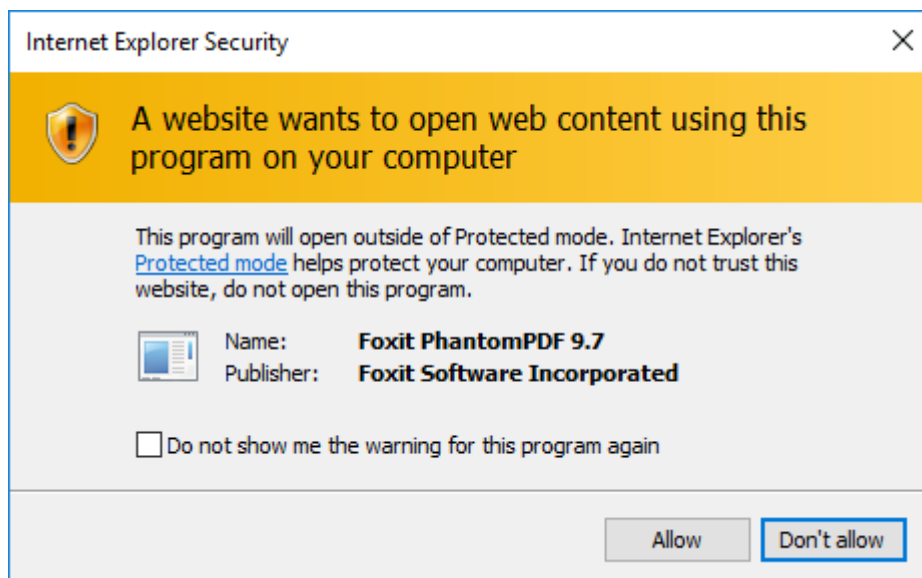 Internet Explorer Security
A website wants to open web content using this
program on your computer
This program will open outside of Protected mode. Internet Explorer's
Protected mode helps protect your computer. If you do not trust this
website, do not open this program.
Name: Foxit PhantomPDF 9.7
Publisher: Foxit Software Incorporated
Do not show me the warning for this program again
Allow Don't allow